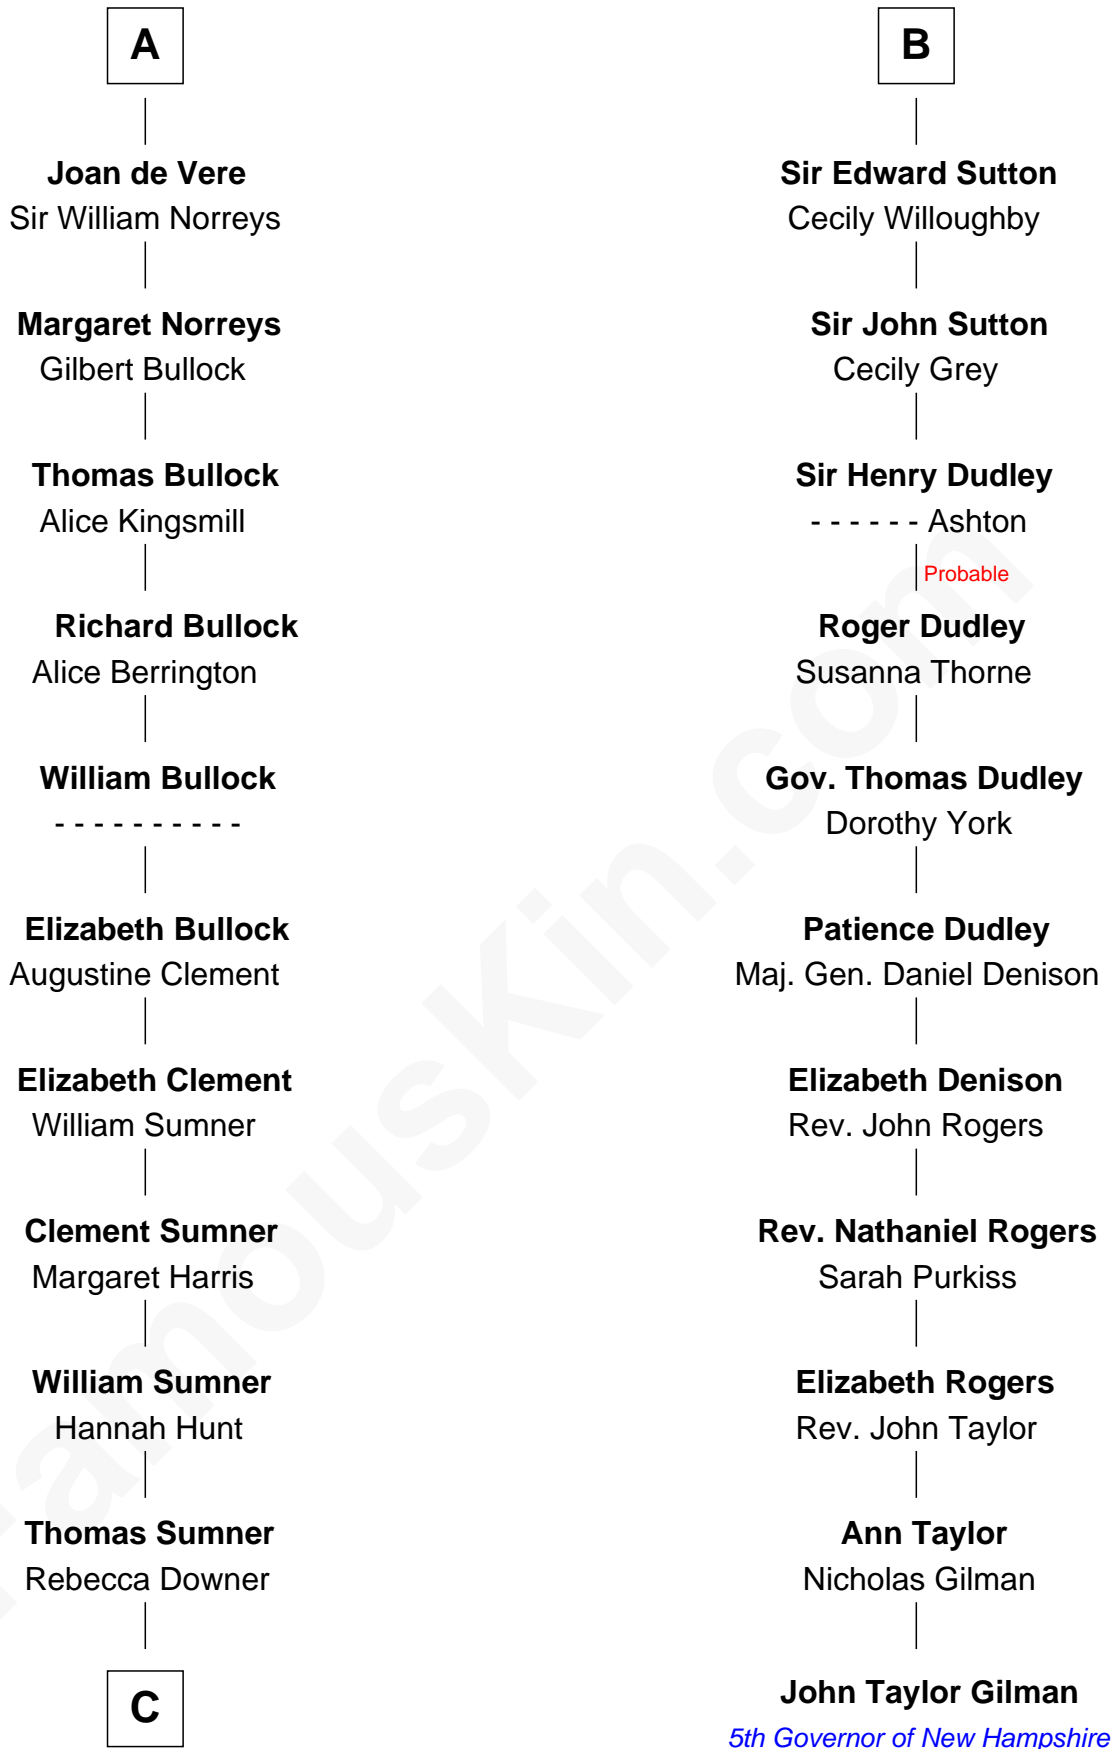 A
Joan de Vere
Sir William Norreys
Margaret Norreys
Gilbert Bullock
Thomas Bullock
Alice Kingsmill
Richard Bullock
Alice Berrington
William Bullock
- - - - - - - - - -
Elizabeth Bullock
Augustine Clement
Elizabeth Clement
William Sumner
Clement Sumner
Margaret Harris
William Sumner
Hannah Hunt
Thomas Sumner
Rebecca Downer
C
B
Sir Edward Sutton
Cecily Willoughby
Sir John Sutton
Cecily Grey
Sir Henry Dudley
- - - - - - Ashton
Probable
Roger Dudley
Susanna Thorne
Gov. Thomas Dudley
Dorothy York
Patience Dudley
Maj. Gen. Daniel Denison
Elizabeth Denison
Rev. John Rogers
Rev. Nathaniel Rogers
Sarah Purkiss
Elizabeth Rogers
Rev. John Taylor
Ann Taylor
Nicholas Gilman
John Taylor Gilman
5th Governor of New Hampshire
FamousKin.com